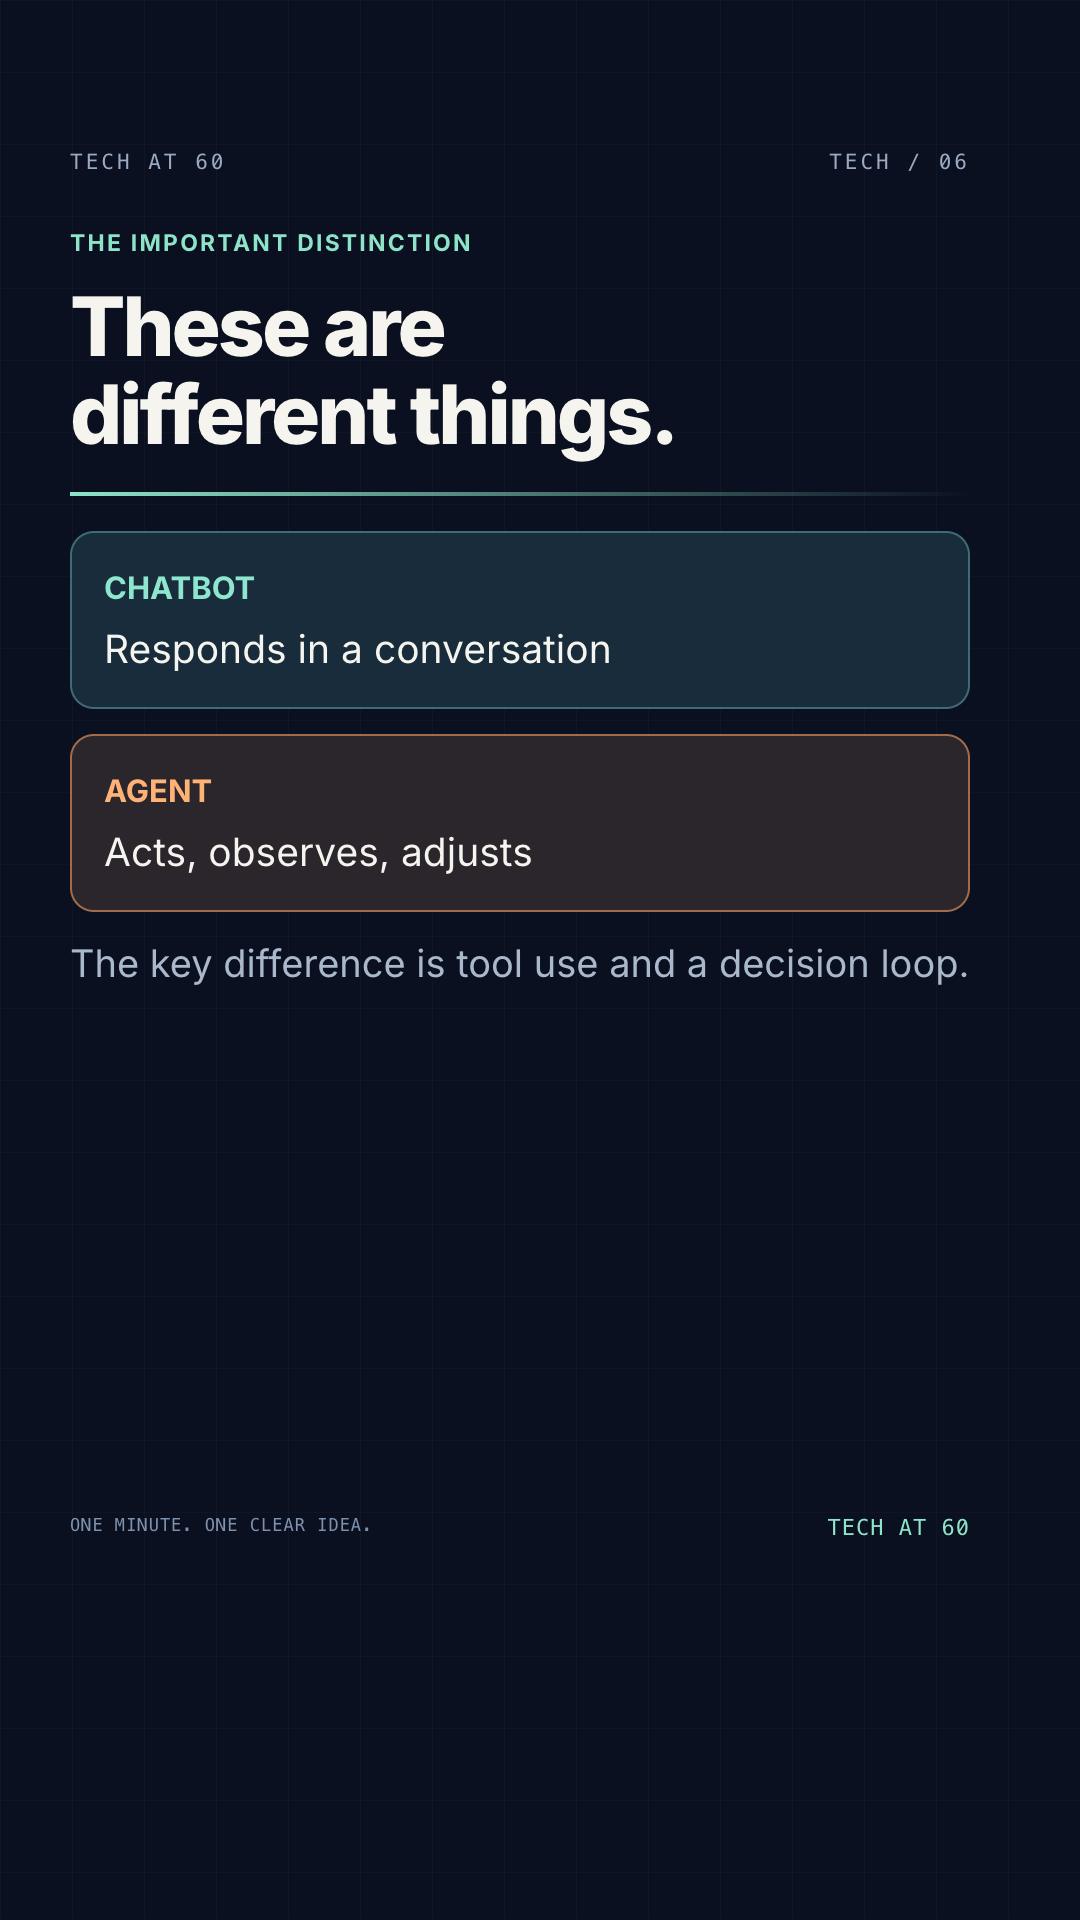 TECH AT 60
TECH / 06
THE IMPORTANT DISTINCTION
These are
different things.
CHATBOT
Responds in a conversation
AGENT
Acts, observes, adjusts
The key difference is tool use and a decision loop.
ONE MINUTE. ONE CLEAR IDEA.
TECH AT 60